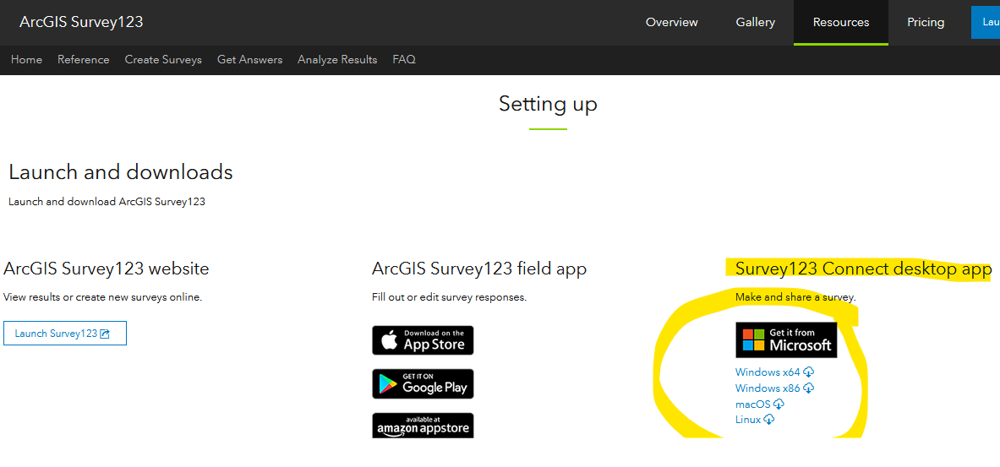 ArcGIS Survey123
Overview
Gallery
Resources
Pricing
Lau
Home
Reference
Create Surveys
Get Answers
Analyze Results
FAQ
Setting up
Launch and downloads
Launch and download ArcGIS Survey123
ArcGIS Survey123 website
View results or create new surveys online.
Launch Survey123
ArcGIS Survey123 field app
Fill out or edit survey responses.
Download on the
App Store
GET IT ON
Google Play
available at
amazon appstore
Survey123 Connect desktop app
Make and share a survey.
Get it from
Microsoft
Windows x64
Windows x86
macOS
Linux